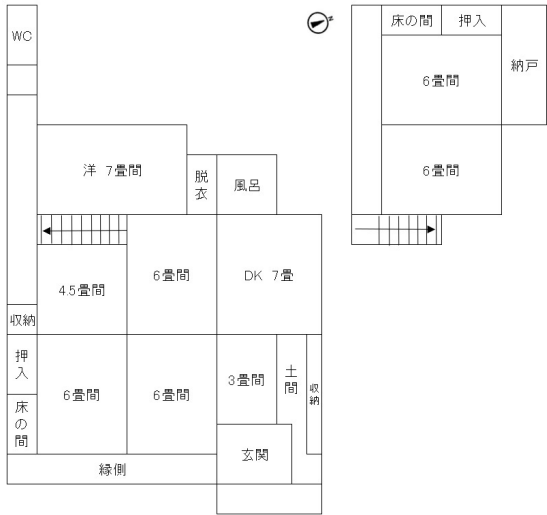 WC
洋 7畳間
脱衣
風呂
4.5畳間
6畳間
DK 7畳
収納
押入
床の間
6畳間
6畳間
3畳間
土間
収納
玄関
縁側
N
床の間
押入
納戸
6畳間
6畳間